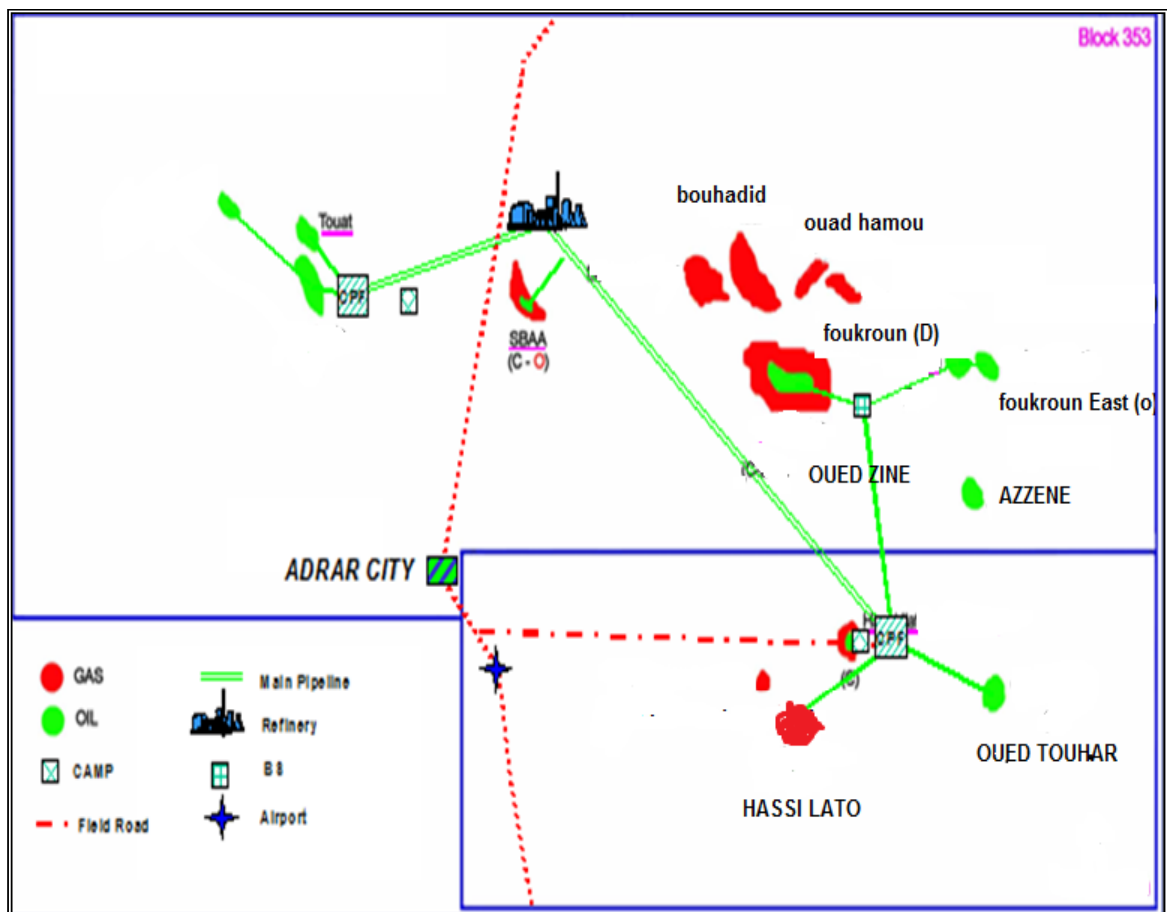 Block 353
bouhadid
ouad hamou
Touat
CPF
SBAA
(C - O)
foukroun (D)
foukroun East (o)
OUED ZINE
AZZENE
ADRAR CITY
CPF
OUED TOUHAR
HASSI LATO
GAS
Main Pipeline
OIL
Refinery
CAMP
BS
Field Road
Airport